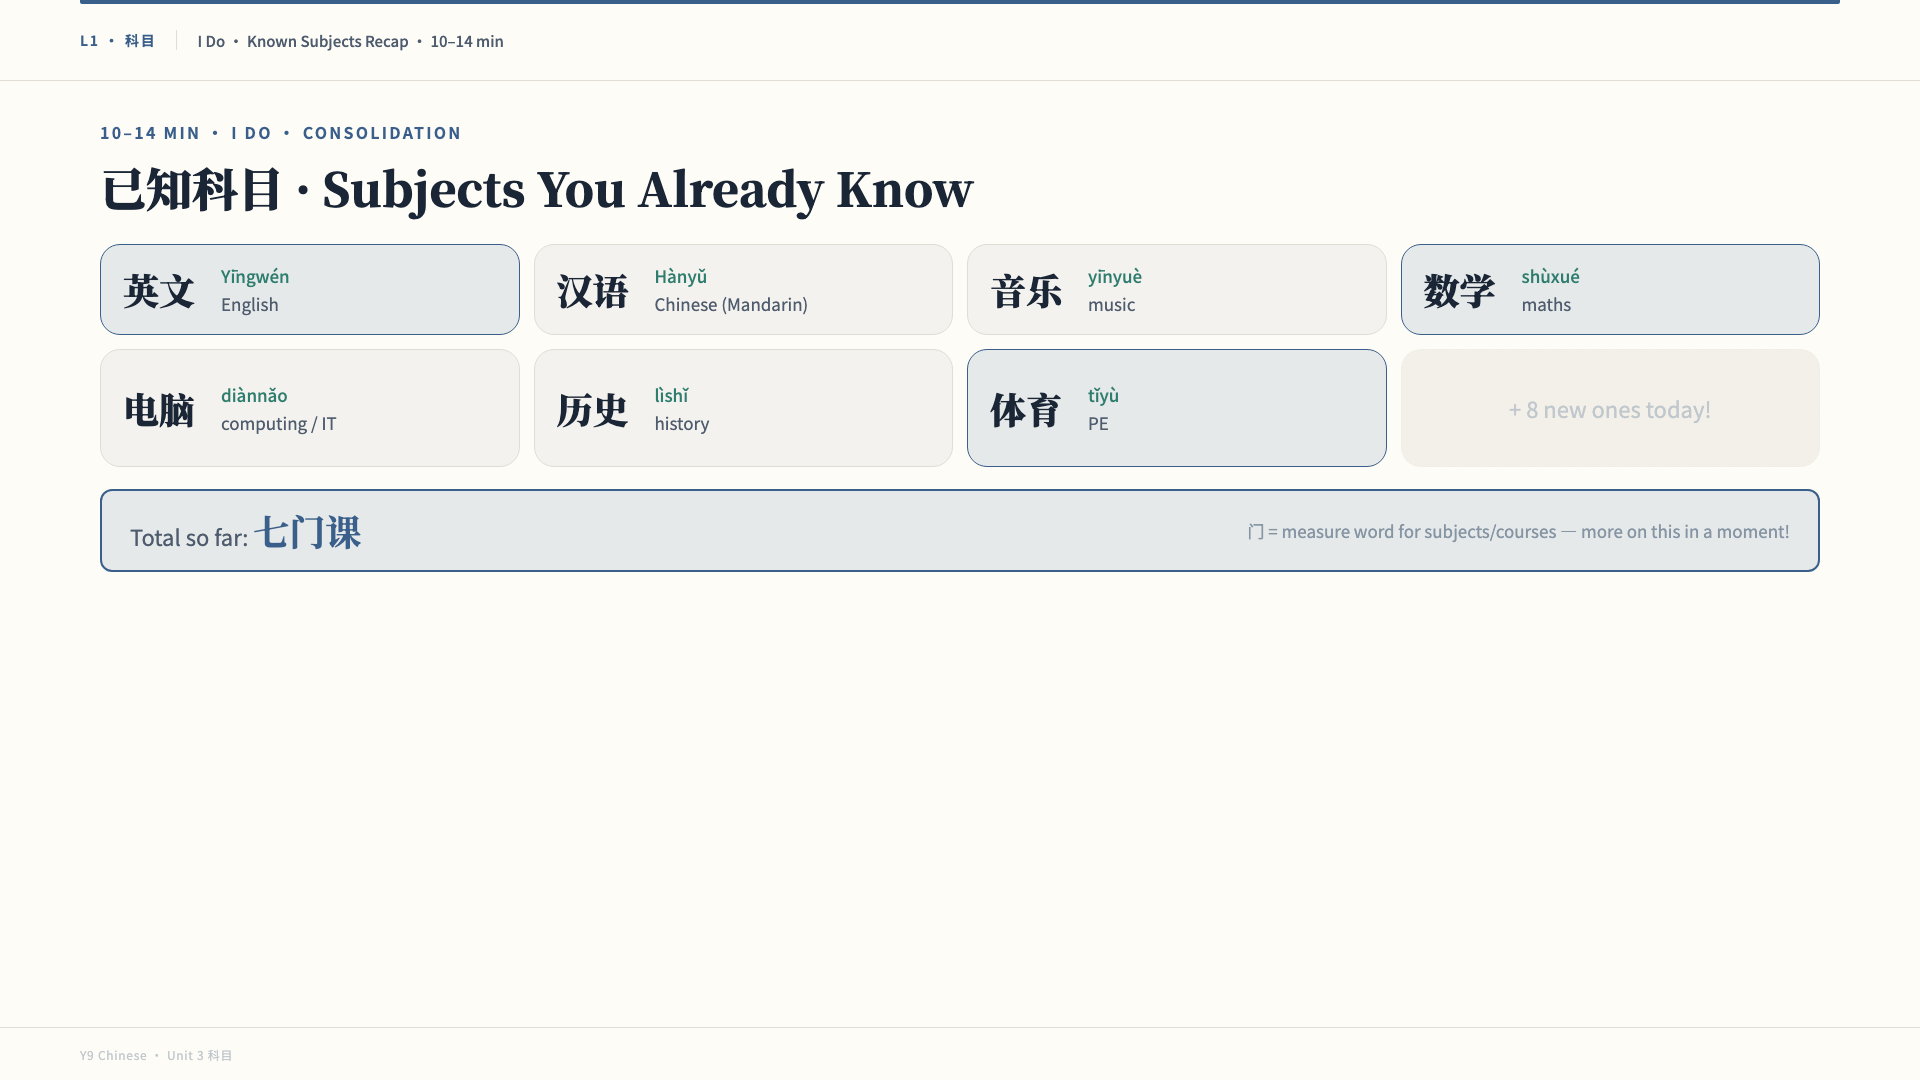 L1 • 科目
I Do • Known Subjects Recap • 10–14 min
10–14 MIN • I DO • CONSOLIDATION
已知科目 · Subjects You Already Know
英文
Yīngwén
English
汉语
Hànyǔ
Chinese (Mandarin)
音乐
yīnyuè
music
数学
shùxué
maths
电脑
diànnǎo
computing / IT
历史
lìshǐ
history
体育
tǐyù
PE
+ 8 new ones today!
Total so far: 七门课
门 = measure word for subjects/courses — more on this in a moment!
Y9 Chinese • Unit 3 科目